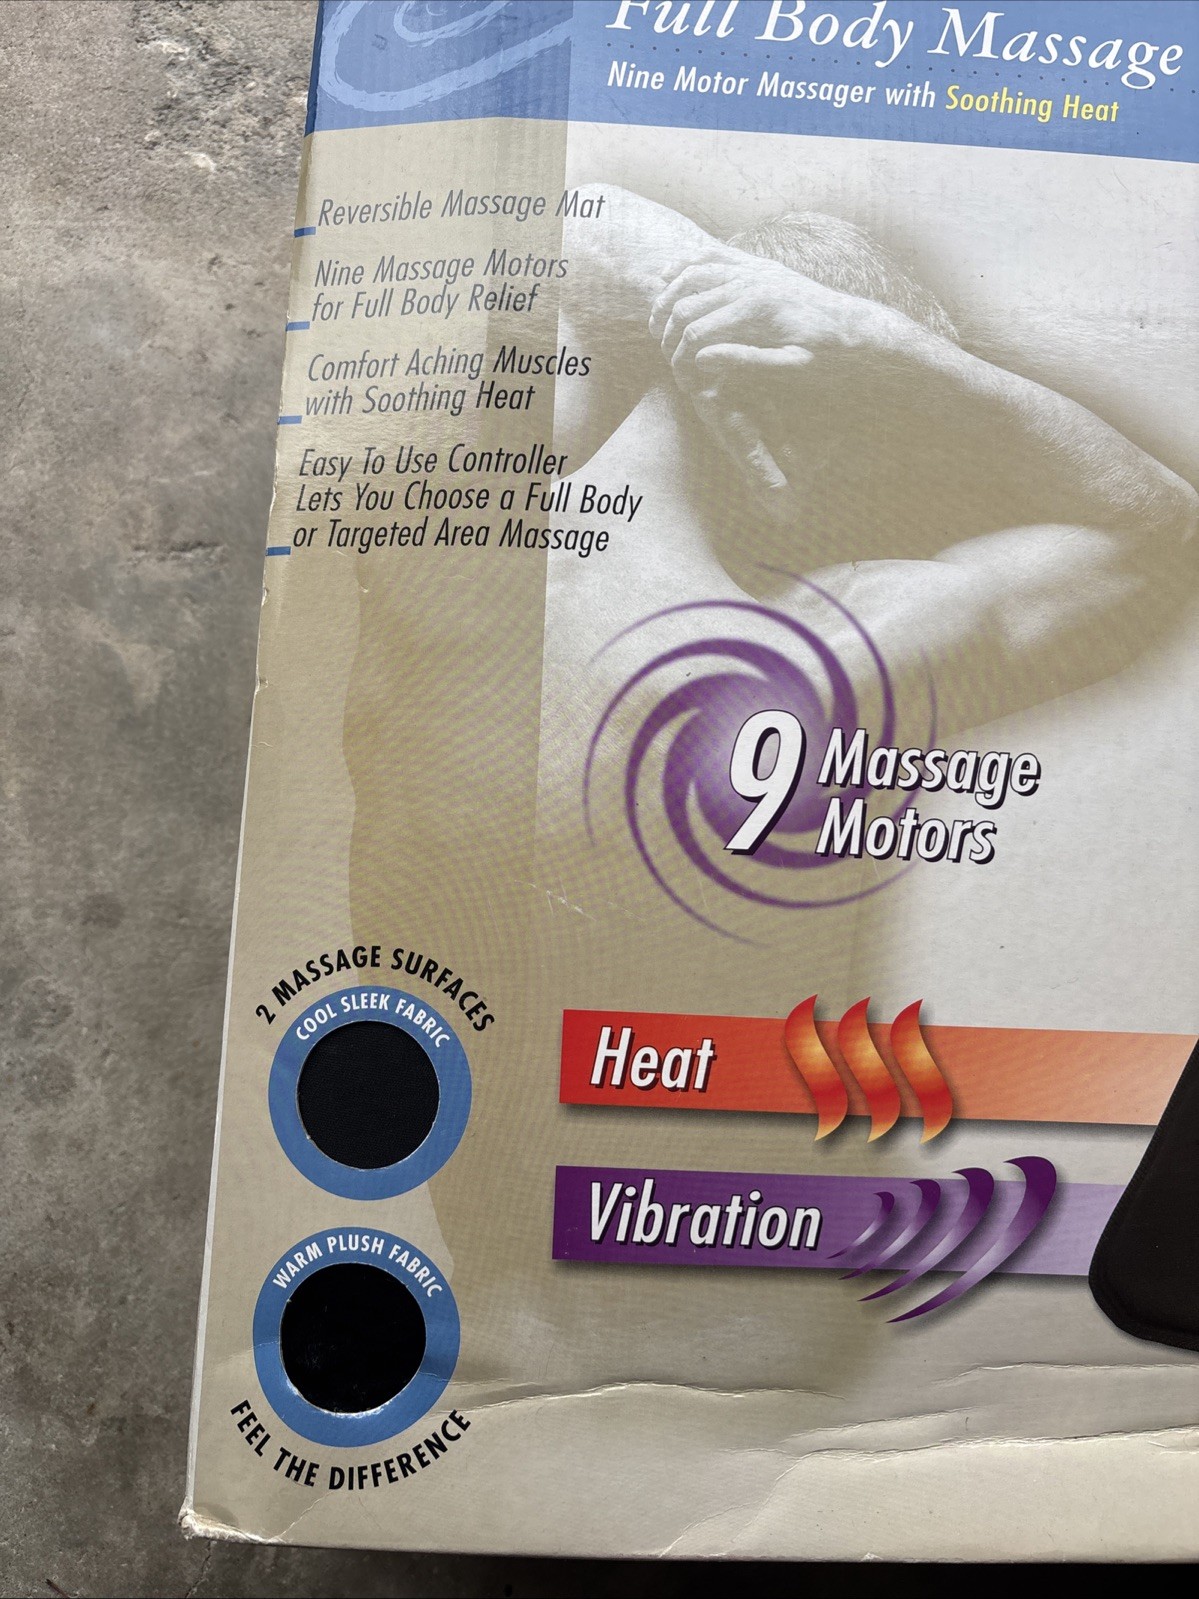 Full Body Massage
Nine Motor Massager with Soothing Heat
Reversible Massage Mat
Nine Massage Motors
for Full Body Relief
Comfort Aching Muscles
with Soothing Heat
Easy To Use Controller
Lets You Choose a Full Body
or Targeted Area Massage
9 Massage
Motors
2 MASSAGE SURFACES
COOL SLEEK FABRIC
Heat
Vibration
WARM PLUSH FABRIC
FEEL THE DIFFERENCE